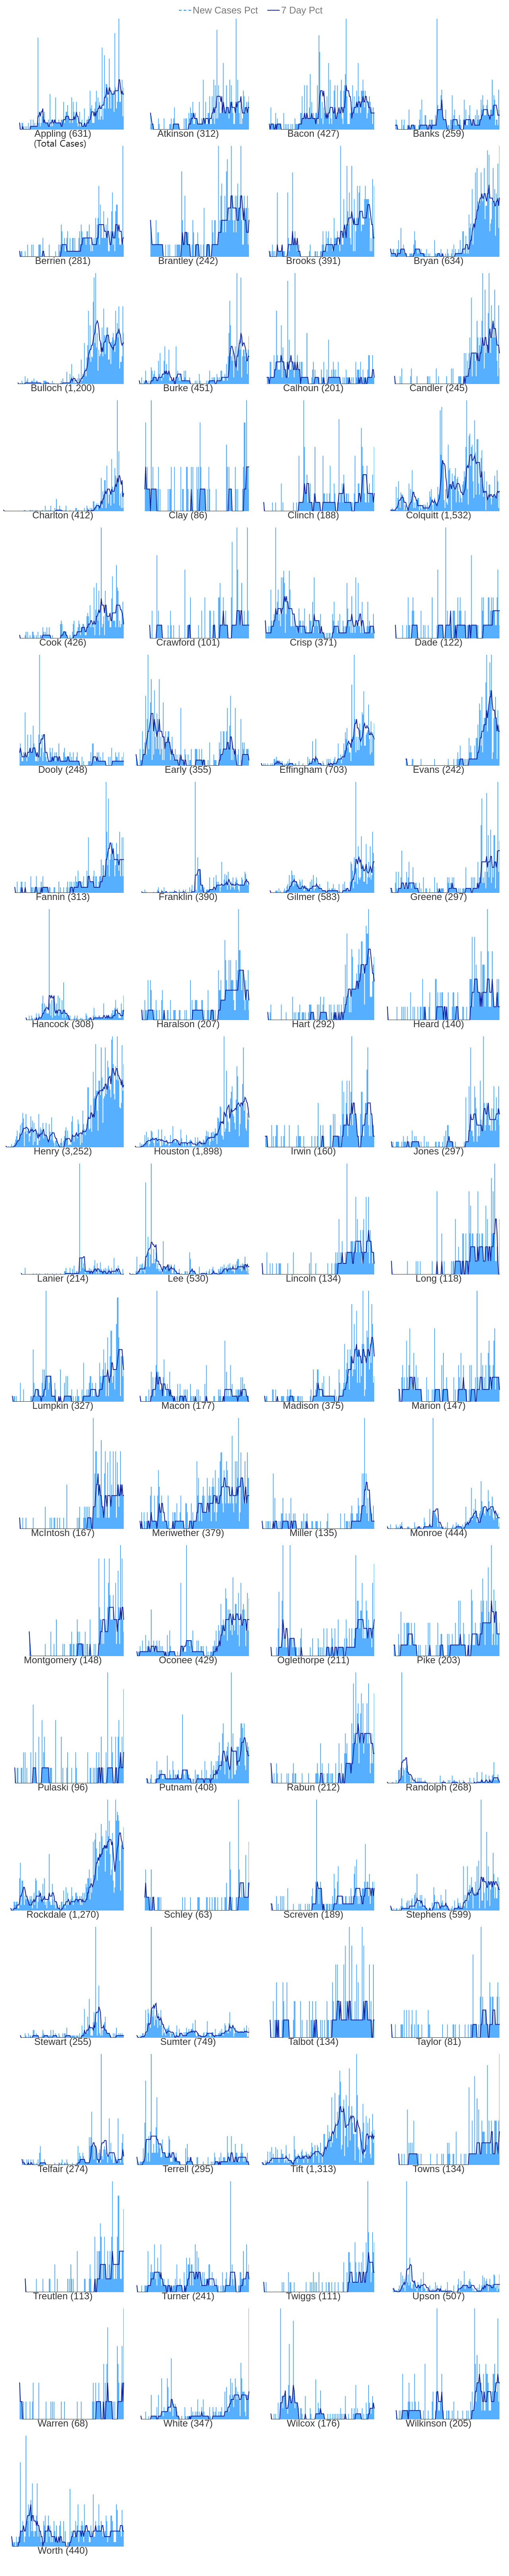 New Cases Pct 7 Day Pct
Appling (631) Atkinson (312) Bacon (427) Banks (259)
(Total Cases)
Berrien (281) Brantley (242) Brooks (391) Bryan (634)
Bulloch (1,200) Burke (451) Calhoun (201) Candler (245)
Charlton (412) Clay (86) Clinch (188) Colquitt (1,532)
Cook (426) Crawford (101) Crisp (371) Dade (122)
Dooly (248) Early (355) Effingham (703) Evans (242)
Fannin (313) Franklin (390) Gilmer (583) Greene (297)
Hancock (308) Haralson (207) Hart (292) Heard (140)
Henry (3,252) Houston (1,898) Irwin (160) Jones (297)
Lanier (214) Lee (530) Lincoln (134) Long (118)
Lumpkin (327) Macon (177) Madison (375) Marion (147)
McIntosh (167) Meriwether (379) Miller (135) Monroe (444)
Montgomery (148) Oconee (429) Oglethorpe (211) Pike (203)
Pulaski (96) Putnam (408) Rabun (212) Randolph (268)
Rockdale (1,270) Schley (63) Screven (189) Stephens (599)
Stewart (255) Sumter (749) Talbot (134) Taylor (81)
Telfair (274) Terrell (295) Tift (1,313) Towns (134)
Treutlen (113) Turner (241) Twiggs (111) Upson (507)
Warren (68) White (347) Wilcox (176) Wilkinson (205)
Worth (440)